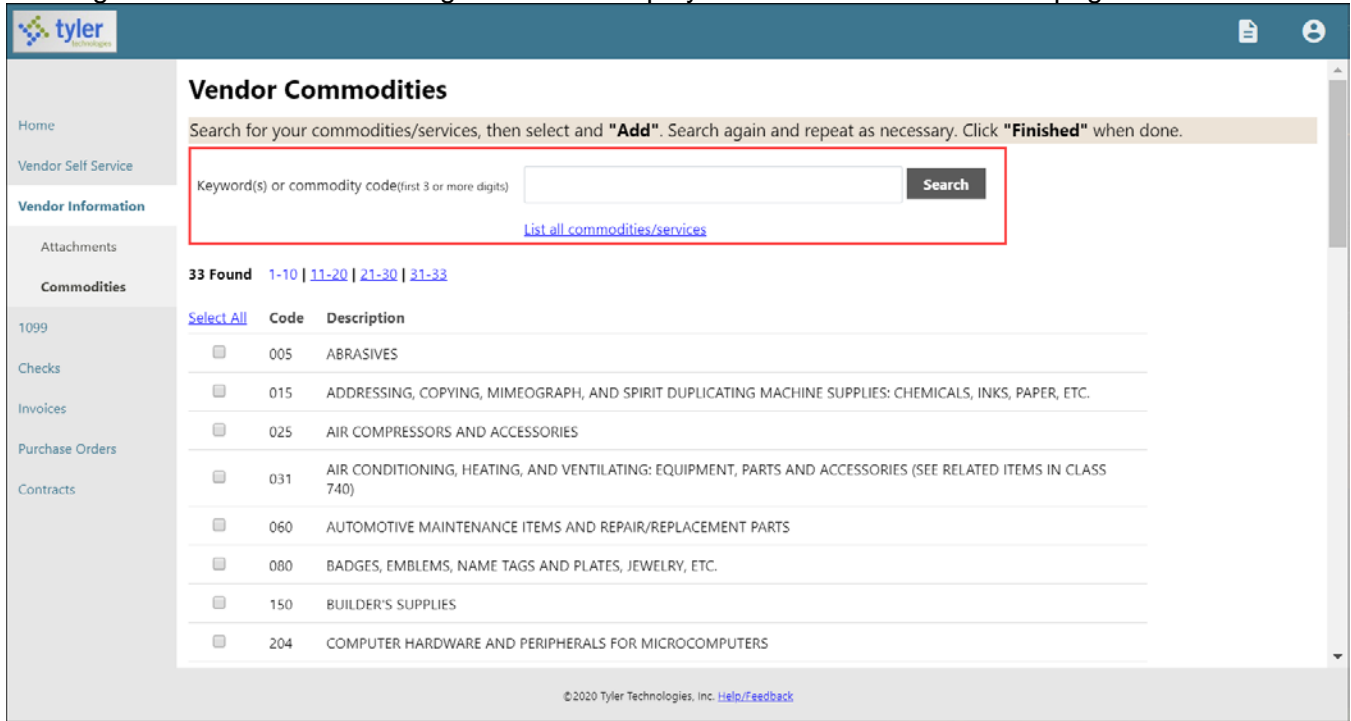 tyler
technologies
Vendor Commodities
Home
Search for your commodities/services, then select and "Add". Search again and repeat as necessary. Click "Finished" when done.
Vendor Self Service
Keyword(s) or commodity code(first 3 or more digits)
Search
Vendor Information
List all commodities/services
Attachments
33 Found 1-10 | 11-20 | 21-30 | 31-33
Commodities
Select All Code Description
1099
005 ABRASIVES
Checks
015 ADDRESSING, COPYING, MIMEOGRAPH, AND SPIRIT DUPLICATING MACHINE SUPPLIES: CHEMICALS, INKS, PAPER, ETC.
Invoices
025 AIR COMPRESSORS AND ACCESSORIES
Purchase Orders
031 AIR CONDITIONING, HEATING, AND VENTILATING: EQUIPMENT, PARTS AND ACCESSORIES (SEE RELATED ITEMS IN CLASS
740)
Contracts
060 AUTOMOTIVE MAINTENANCE ITEMS AND REPAIR/REPLACEMENT PARTS
080 BADGES, EMBLEMS, NAME TAGS AND PLATES, JEWELRY, ETC.
150 BUILDER'S SUPPLIES
204 COMPUTER HARDWARE AND PERIPHERALS FOR MICROCOMPUTERS
©2020 Tyler Technologies, Inc. Help/Feedback